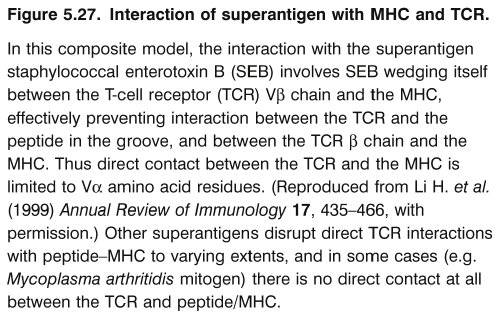 Figure 5.27. Interaction of superantigen with MHC and TCR.
In this composite model, the interaction with the superantigen
staphylococcal enterotoxin B (SEB) involves SEB wedging itself
between the T-cell receptor (TCR) Vβ chain and the MHC,
effectively preventing interaction between the TCR and the
peptide in the groove, and between the TCR β chain and the
MHC. Thus direct contact between the TCR and the MHC is
limited to Vα amino acid residues. (Reproduced from Li H. et al.
(1999) Annual Review of Immunology 17, 435–466, with
permission.) Other superantigens disrupt direct TCR interactions
with peptide–MHC to varying extents, and in some cases (e.g.
Mycoplasma arthritidis mitogen) there is no direct contact at all
between the TCR and peptide/MHC.